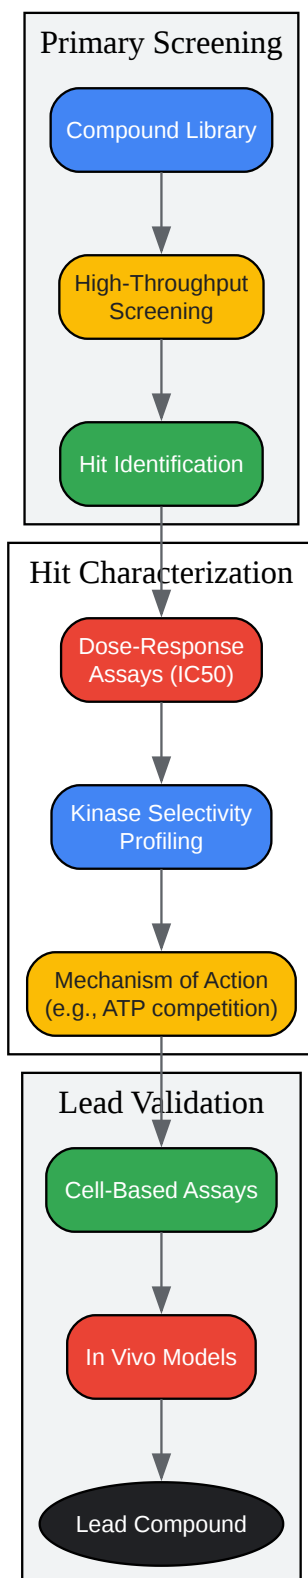 Primary Screening
Compound Library
High-Throughput
Screening
Hit Identification
Hit Characterization
Dose-Response
Assays (IC50)
Kinase Selectivity
Profiling
Mechanism of Action
(e.g., ATP competition)
Lead Validation
Cell-Based Assays
In Vivo Models
Lead Compound